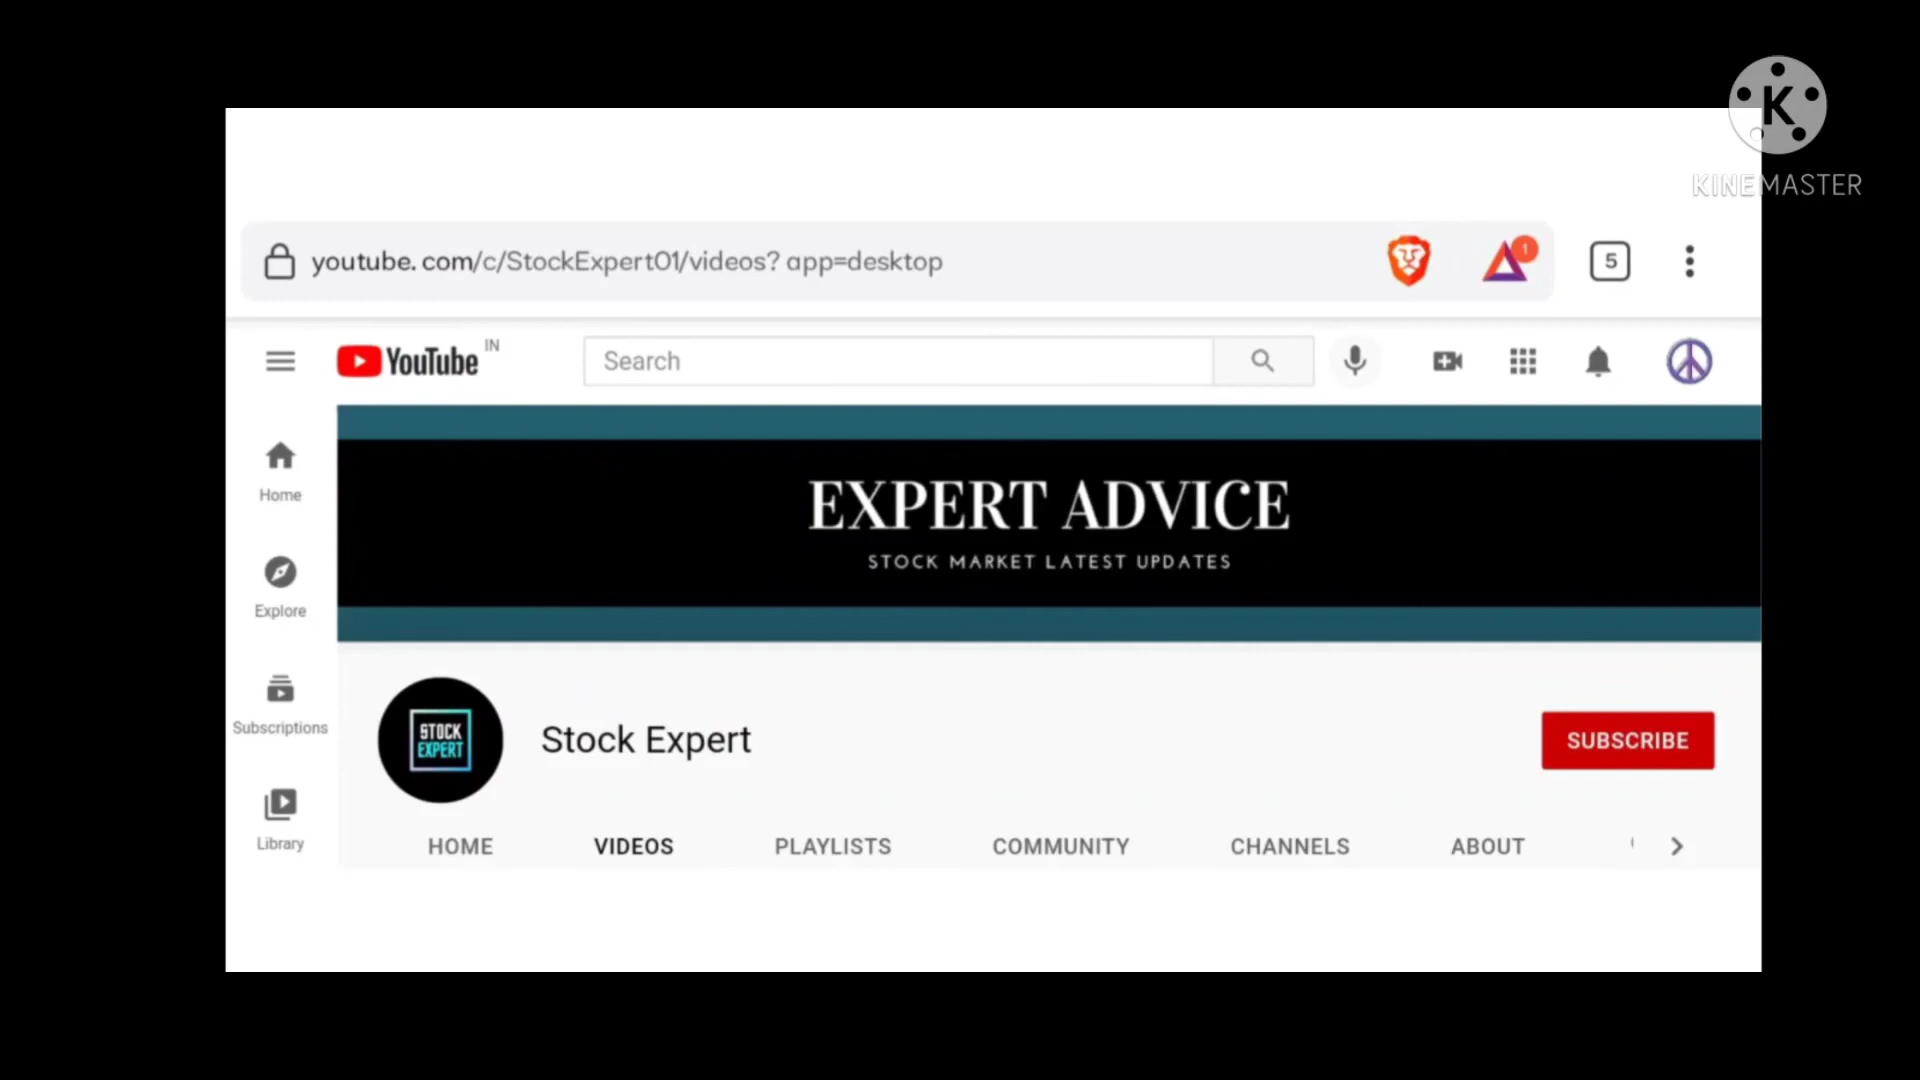 K
KINEMASTER
youtube. com/c/StockExpert01/videos? app=desktop
1
5
YouTube IN
Search
Home
EXPERT ADVICE
STOCK MARKET LATEST UPDATES
Explore
Subscriptions
STOCK
EXPERT
Stock Expert
SUBSCRIBE
Library
HOME VIDEOS PLAYLISTS COMMUNITY CHANNELS ABOUT